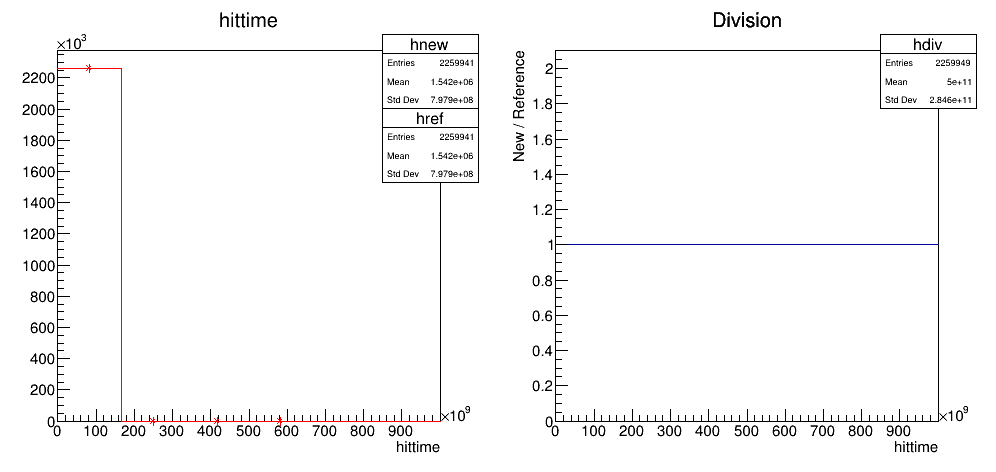 hittime
×10³
hnew
Entries 2259941
Mean 1.542e+06
Std Dev 7.979e+08
href
Entries 2259941
Mean 1.542e+06
Std Dev 7.979e+08
2200
2000
1800
1600
1400
1200
1000
800
600
400
200
0
0 100 200 300 400 500 600 700 800 900
×10⁹
hittime
Division
hdiv
Entries 2259949
Mean 5e+11
Std Dev 2.846e+11
New / Reference
2
1.8
1.6
1.4
1.2
1
0.8
0.6
0.4
0.2
0
0 100 200 300 400 500 600 700 800 900
×10⁹
hittime